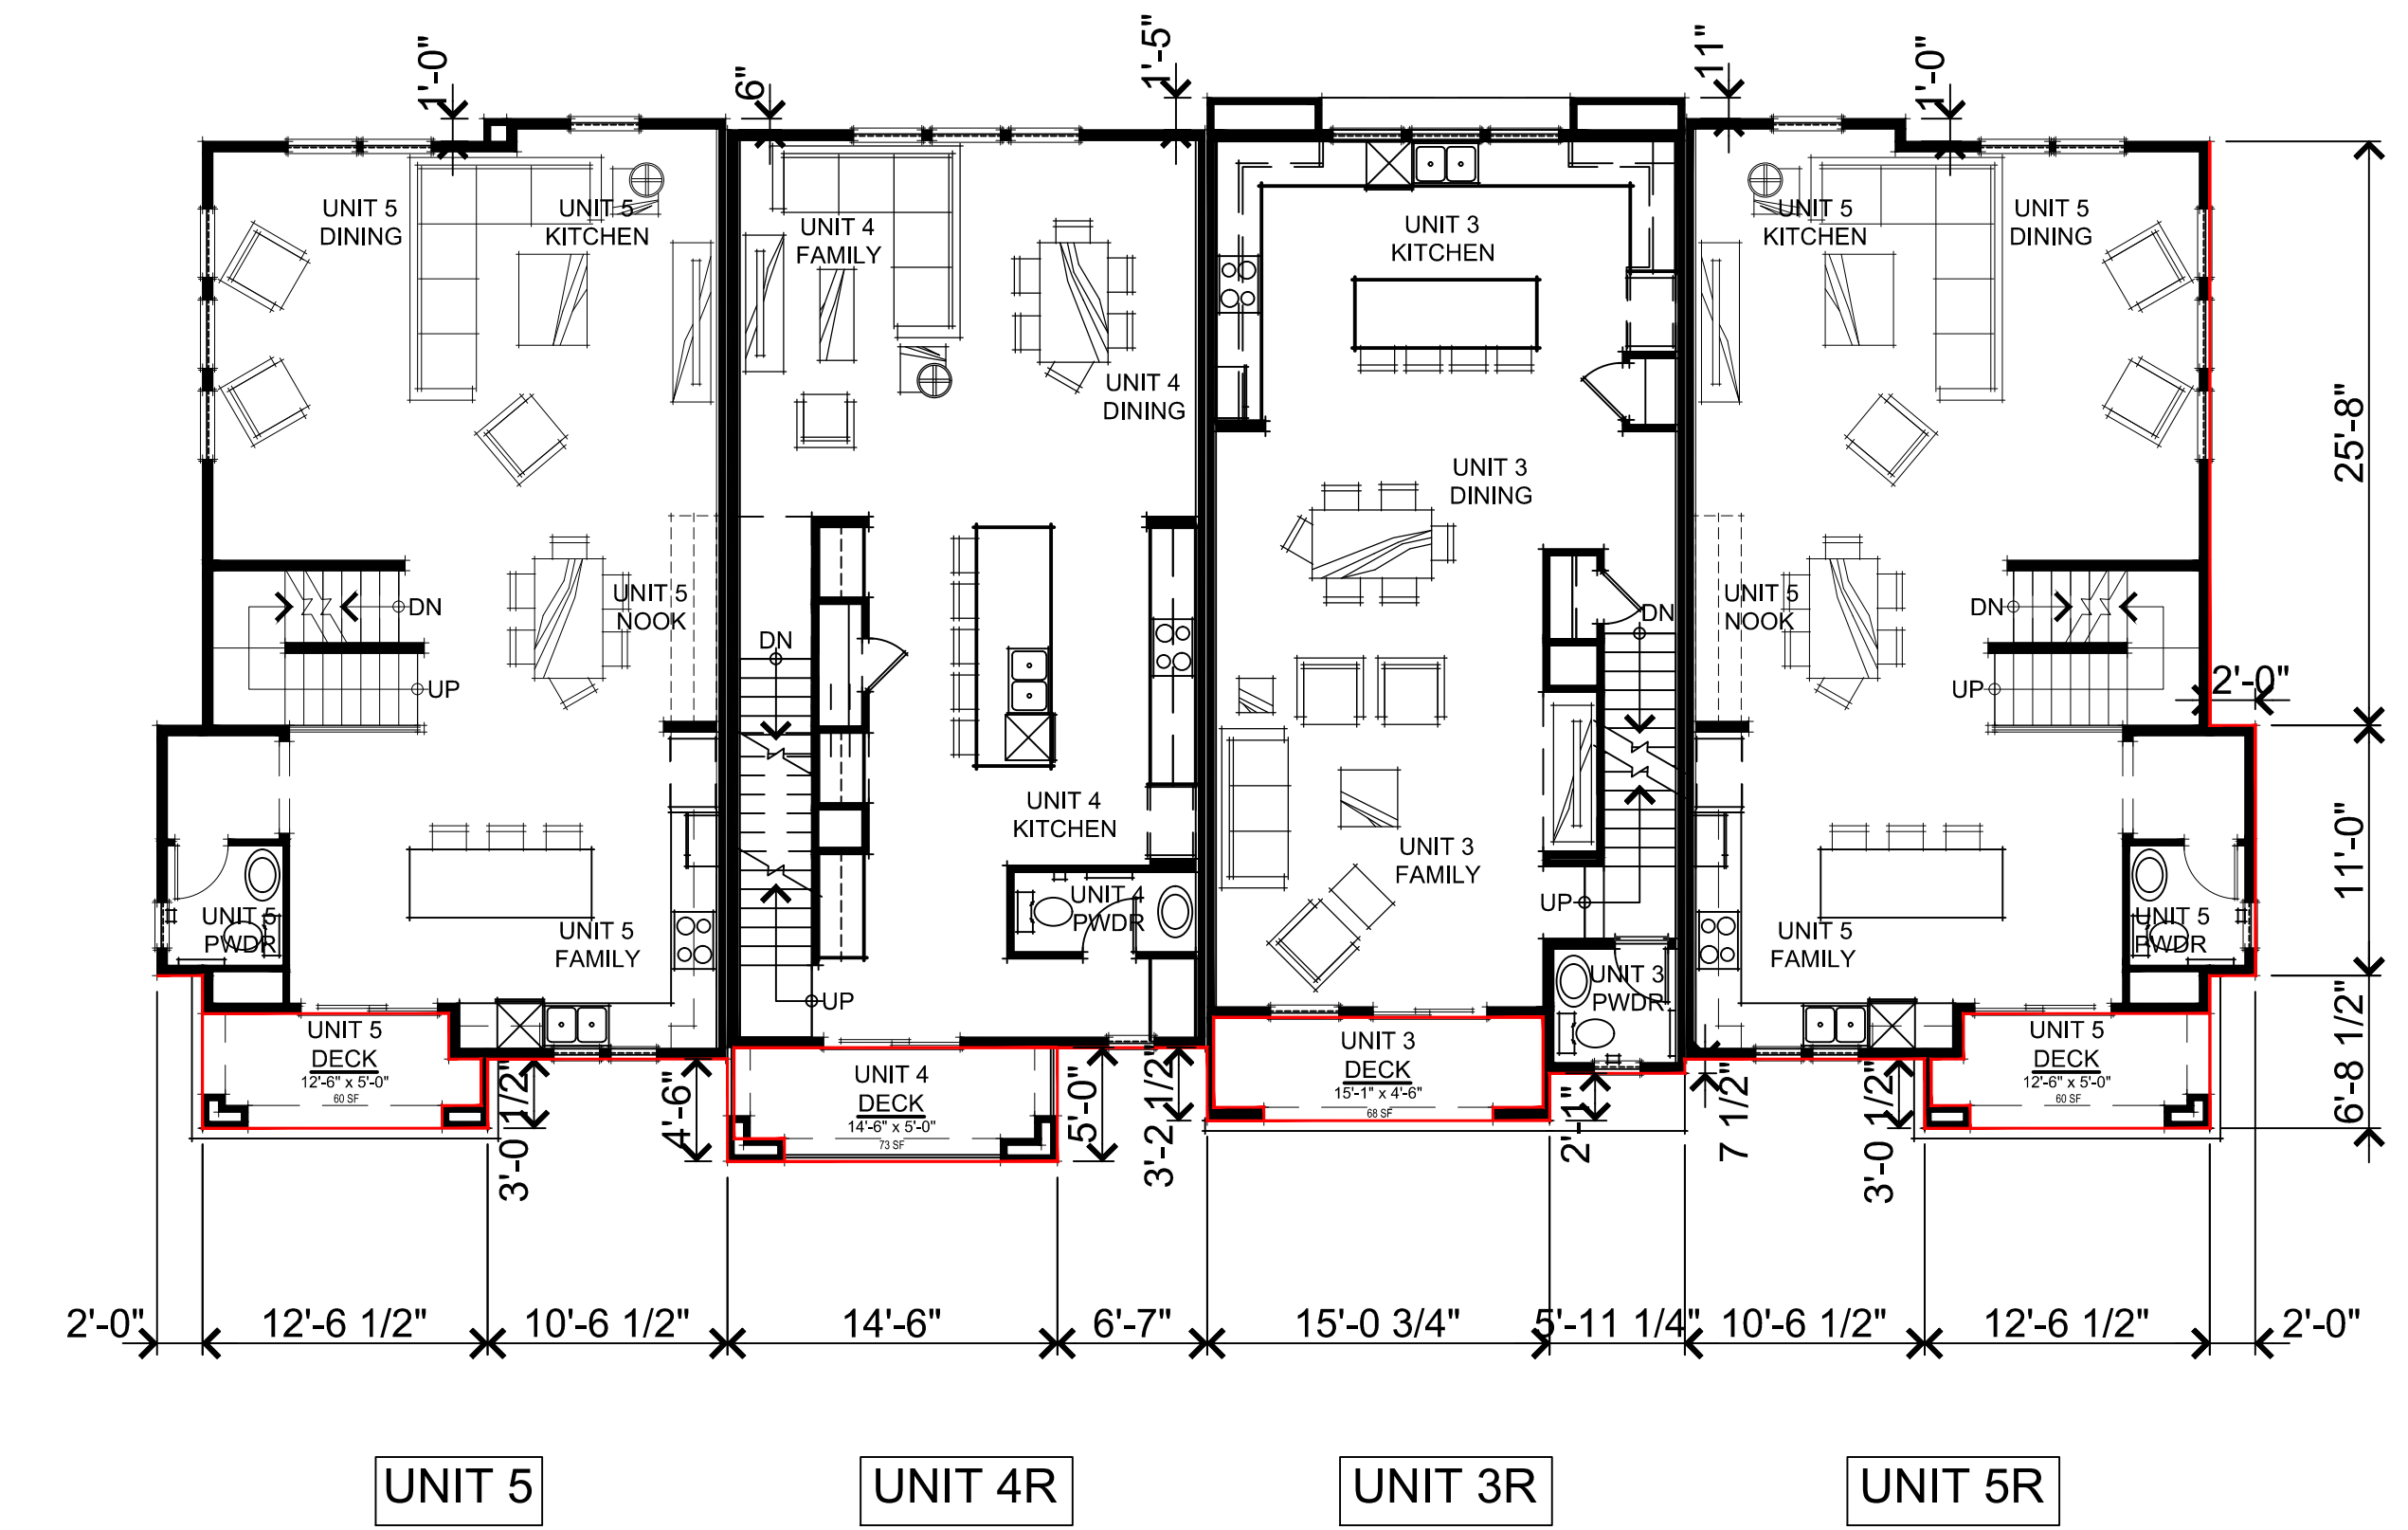 1'-0"
6"
1'-5"
11"
1'-0"
UNIT 5
DINING
UNIT 5
KITCHEN
UNIT 4
FAMILY
UNIT 3
KITCHEN
UNIT 5
KITCHEN
UNIT 5
DINING
UNIT 4
DINING
25'-8"
UNIT 3
DINING
DN
UNIT 5
NOOK
DN
DN
UNIT 5
NOOK
DN
UP
UP
2'-0"
UNIT 4
KITCHEN
UNIT 3
FAMILY
11'-0"
UNIT 5
PWDR
UNIT 5
FAMILY
UNIT 4
PWDR
UP
UNIT 5
FAMILY
UNIT 5
PWDR
UP
UNIT 3
PWDR
UNIT 5
DECK
12'-6" x 5'-0"
60 SF
3'-0 1/2"
4'-6"
UNIT 4
DECK
14'-6" x 5'-0"
73 SF
5'-0"
3'-2 1/2"
UNIT 3
DECK
15'-1" x 4'-6"
68 SF
2'-1"
7 1/2"
3'-0 1/2"
UNIT 5
DECK
12'-6" x 5'-0"
60 SF
6'-8 1/2"
2'-0"
12'-6 1/2"
10'-6 1/2"
14'-6"
6'-7"
15'-0 3/4"
5'-11 1/4"
10'-6 1/2"
12'-6 1/2"
2'-0"
UNIT 5
UNIT 4R
UNIT 3R
UNIT 5R